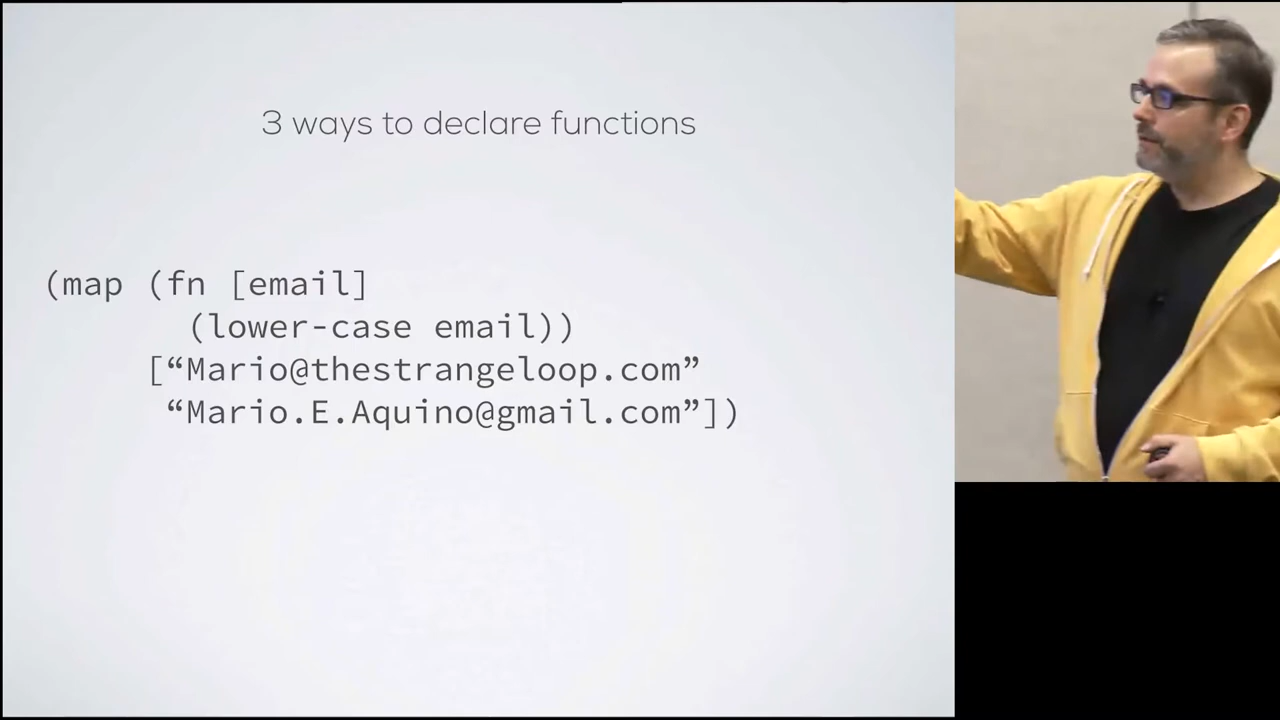 3 ways to declare functions
(map (fn [email]
(lower-case email))
[“Mario@thestrangeloop.com”
“Mario.E.Aquino@gmail.com”])